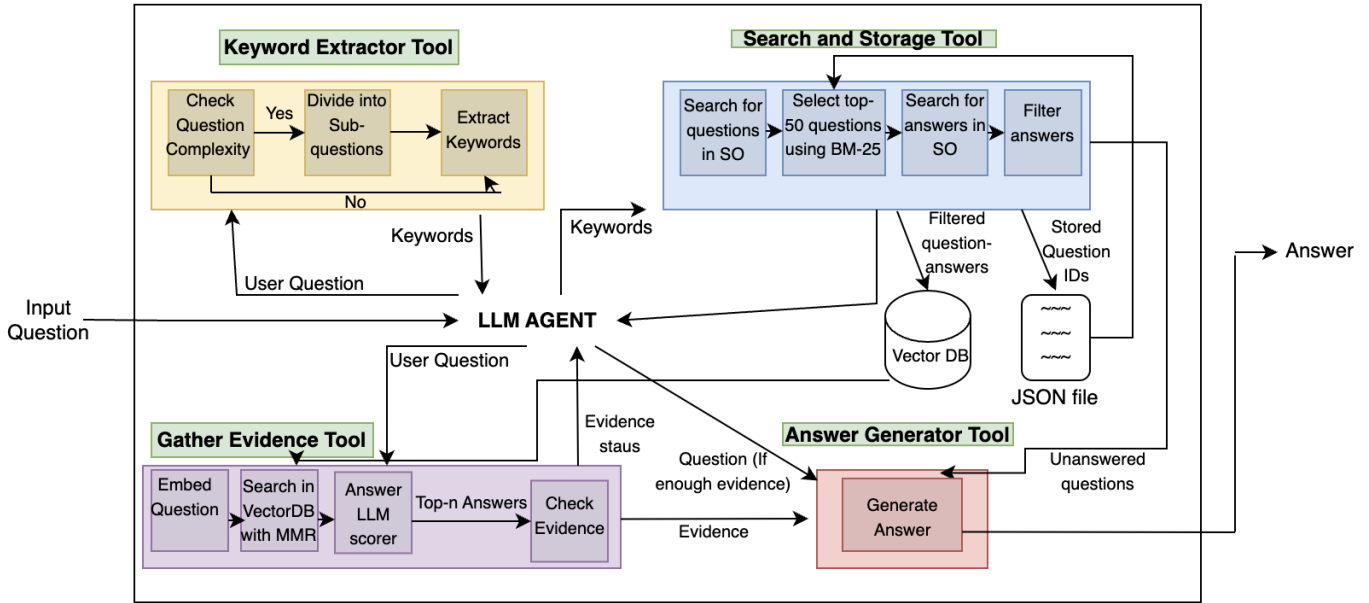 Keyword Extractor Tool
Check
Question
Complexity
Yes
Divide into
Sub-
questions
Extract
Keywords
No
Search and Storage Tool
Search for
questions
in SO
Select top-
50 questions
using BM-25
Search for
answers in
SO
Filter
answers
Keywords
User Question
Keywords
Filtered
question-
answers
Stored
Question
IDs
Answer
Input
Question
LLM AGENT
Vector DB
~~~
~~~
~~~
JSON file
User Question
Evidence
staus
Gather Evidence Tool
Embed
Question
Search in
VectorDB
with MMR
Answer
LLM
scorer
Top-n Answers
Check
Evidence
Question (If
enough evidence)
Evidence
Answer Generator Tool
Generate
Answer
Unanswered
questions